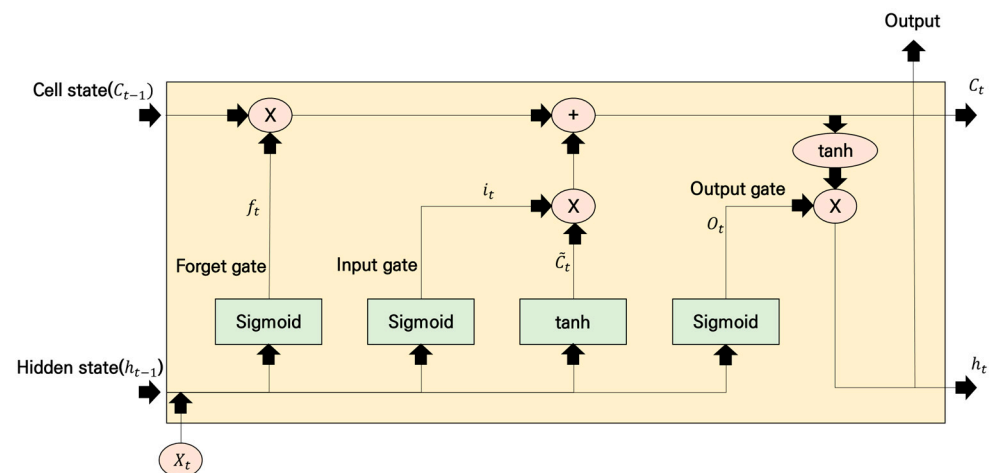 Output
Cell state(C_{t-1})
C_t
X
+
tanh
Output gate
i_t
X
X
f_t
O_t
Forget gate
Input gate
C̃_t
Sigmoid
Sigmoid
tanh
Sigmoid
Hidden state(h_{t-1})
h_t
X_t